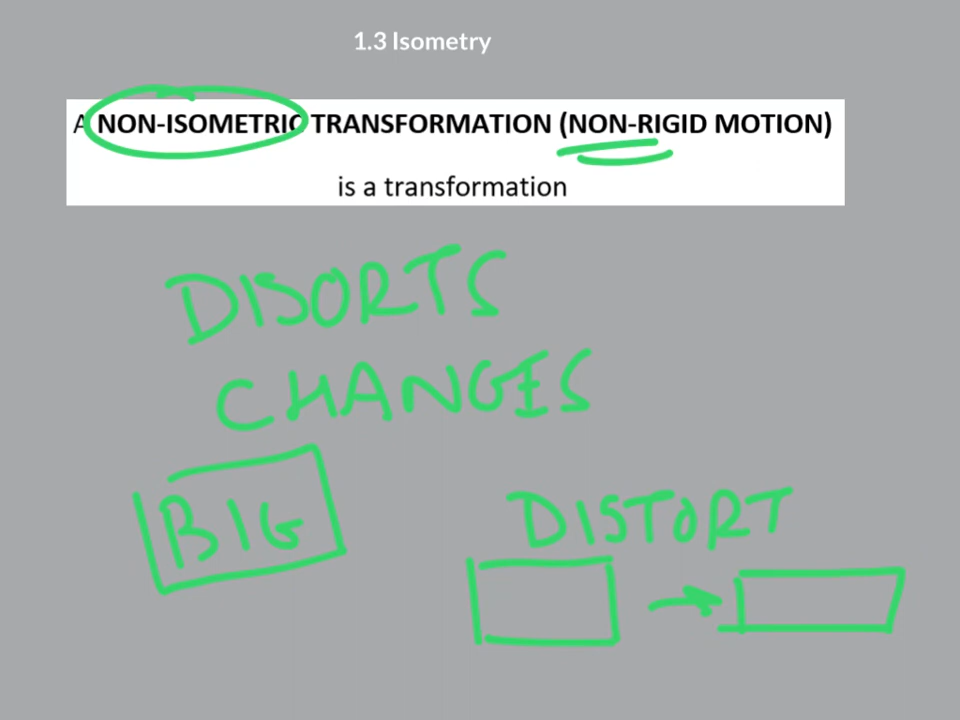 1.3 Isometry
A NON-ISOMETRIC TRANSFORMATION (NON-RIGID MOTION)
is a transformation
DISORTS
CHANGES
BIG
DISTORT